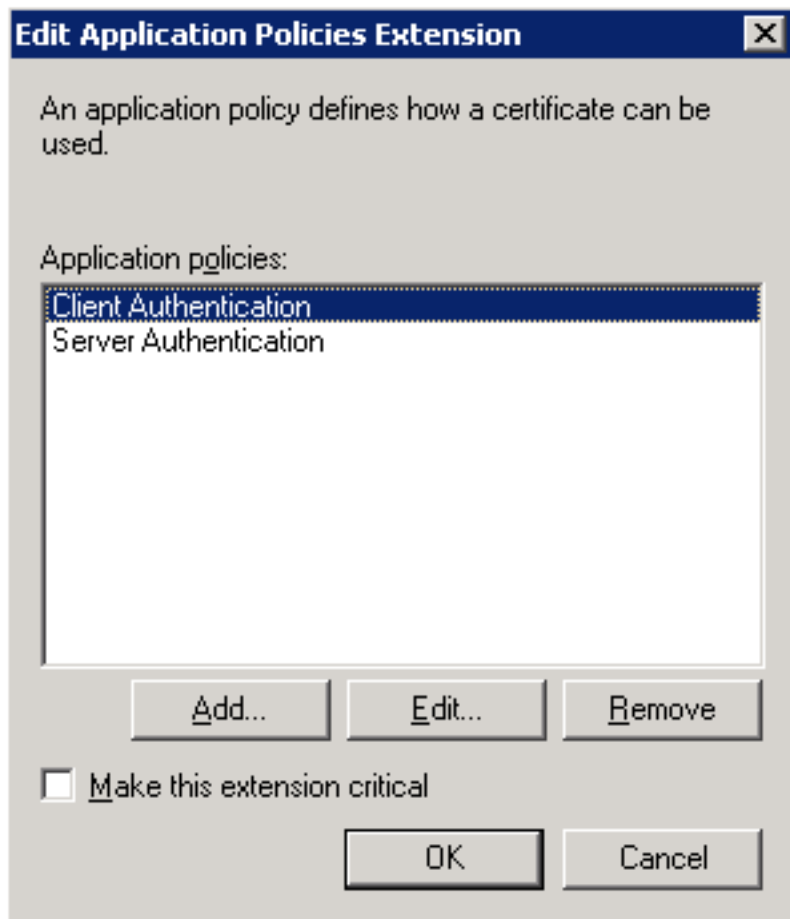 Edit Application Policies Extension
An application policy defines how a certificate can be
used.
Application policies:
Client Authentication
Server Authentication
Add... Edit... Remove
Make this extension critical
OK Cancel